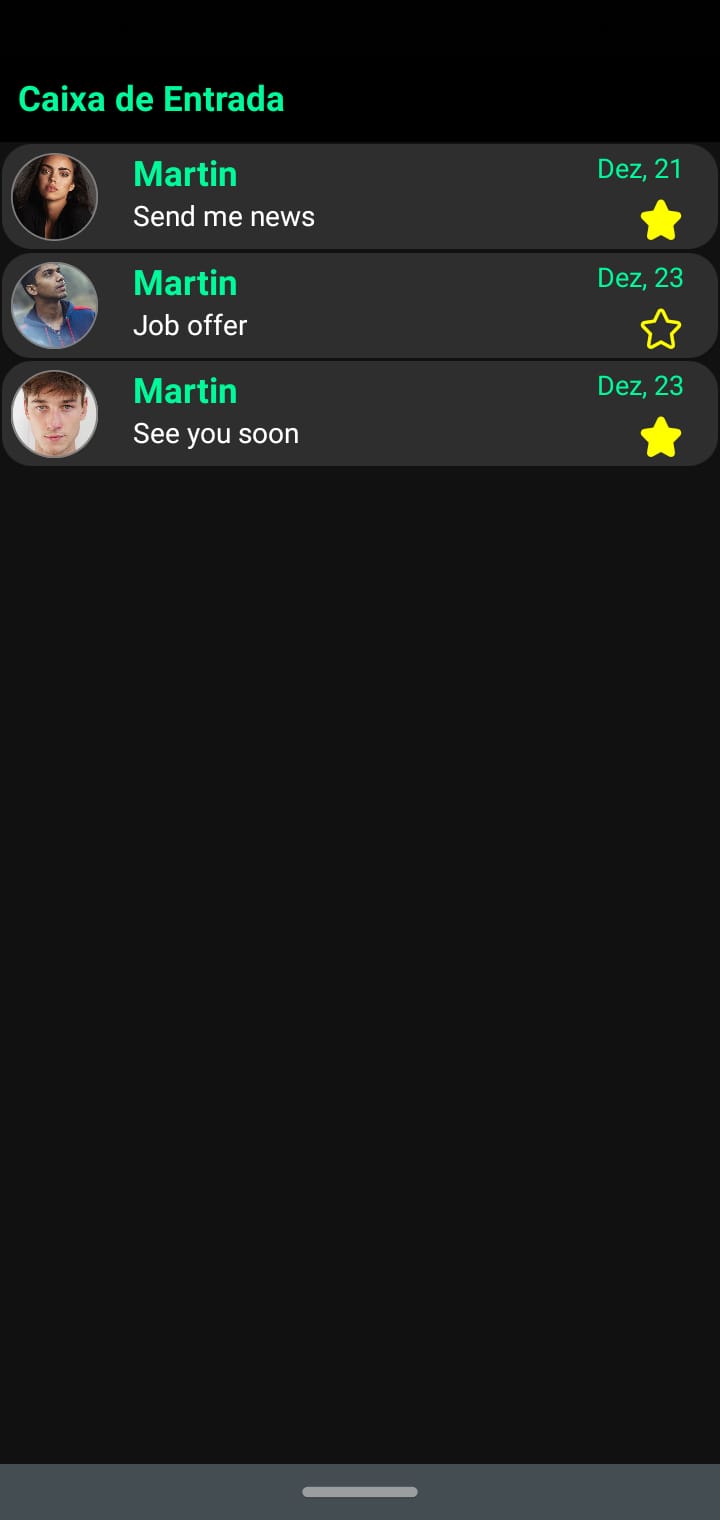 Caixa de Entrada
Martin
Dez, 21
Send me news
Martin
Dez, 23
Job offer
Martin
Dez, 23
See you soon